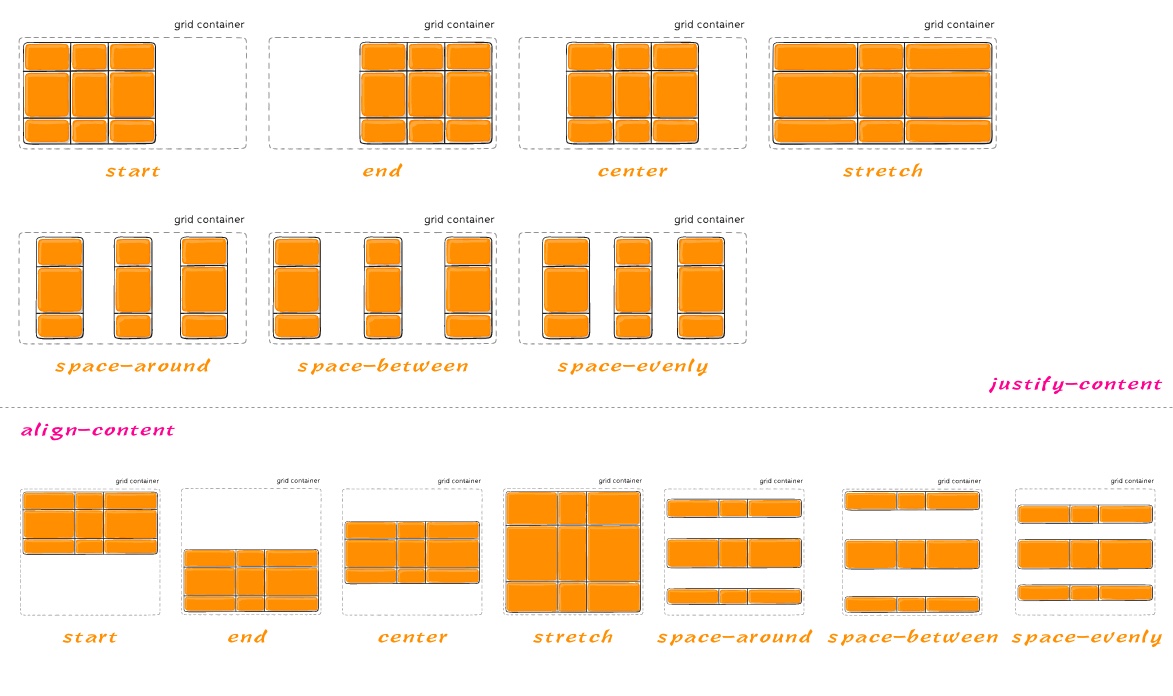 grid container grid container grid container grid container
start end center stretch
grid container grid container grid container
space-around space-between space-evenly
justify-content
align-content
grid container grid container grid container grid container grid container grid container grid container
start end center stretch space-around space-between space-evenly